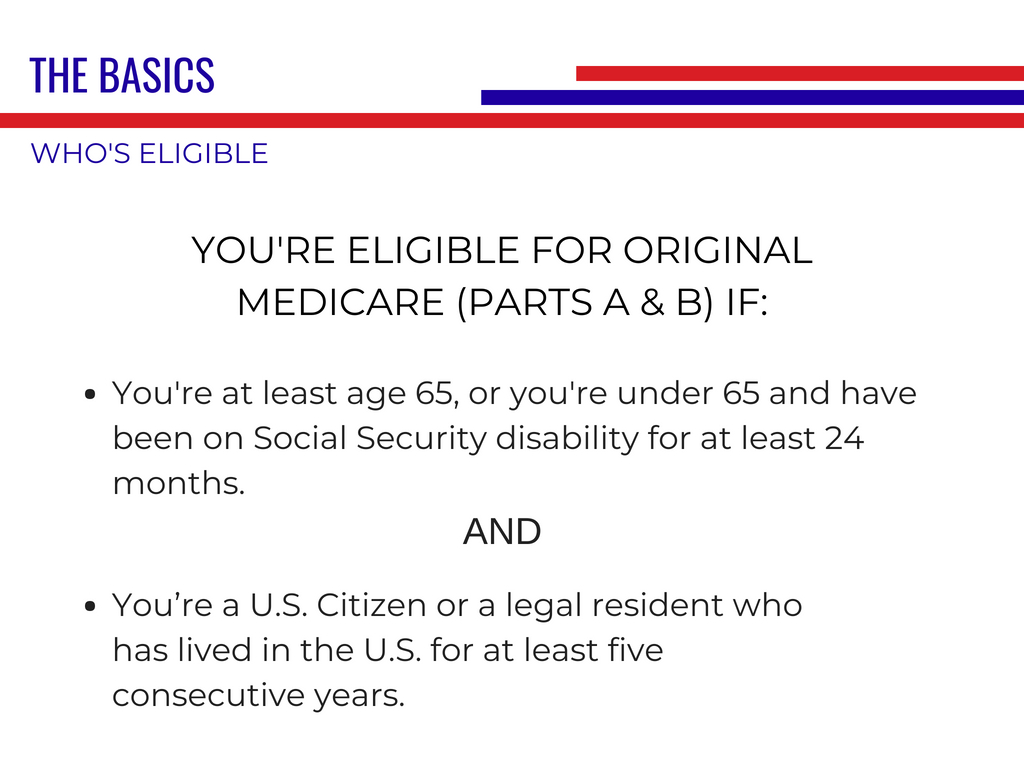 THE BASICS
WHO'S ELIGIBLE
YOU'RE ELIGIBLE FOR ORIGINAL
MEDICARE (PARTS A & B) IF:
• You're at least age 65, or you're under 65 and have
been on Social Security disability for at least 24
months.
AND
• You’re a U.S. Citizen or a legal resident who
has lived in the U.S. for at least five
consecutive years.